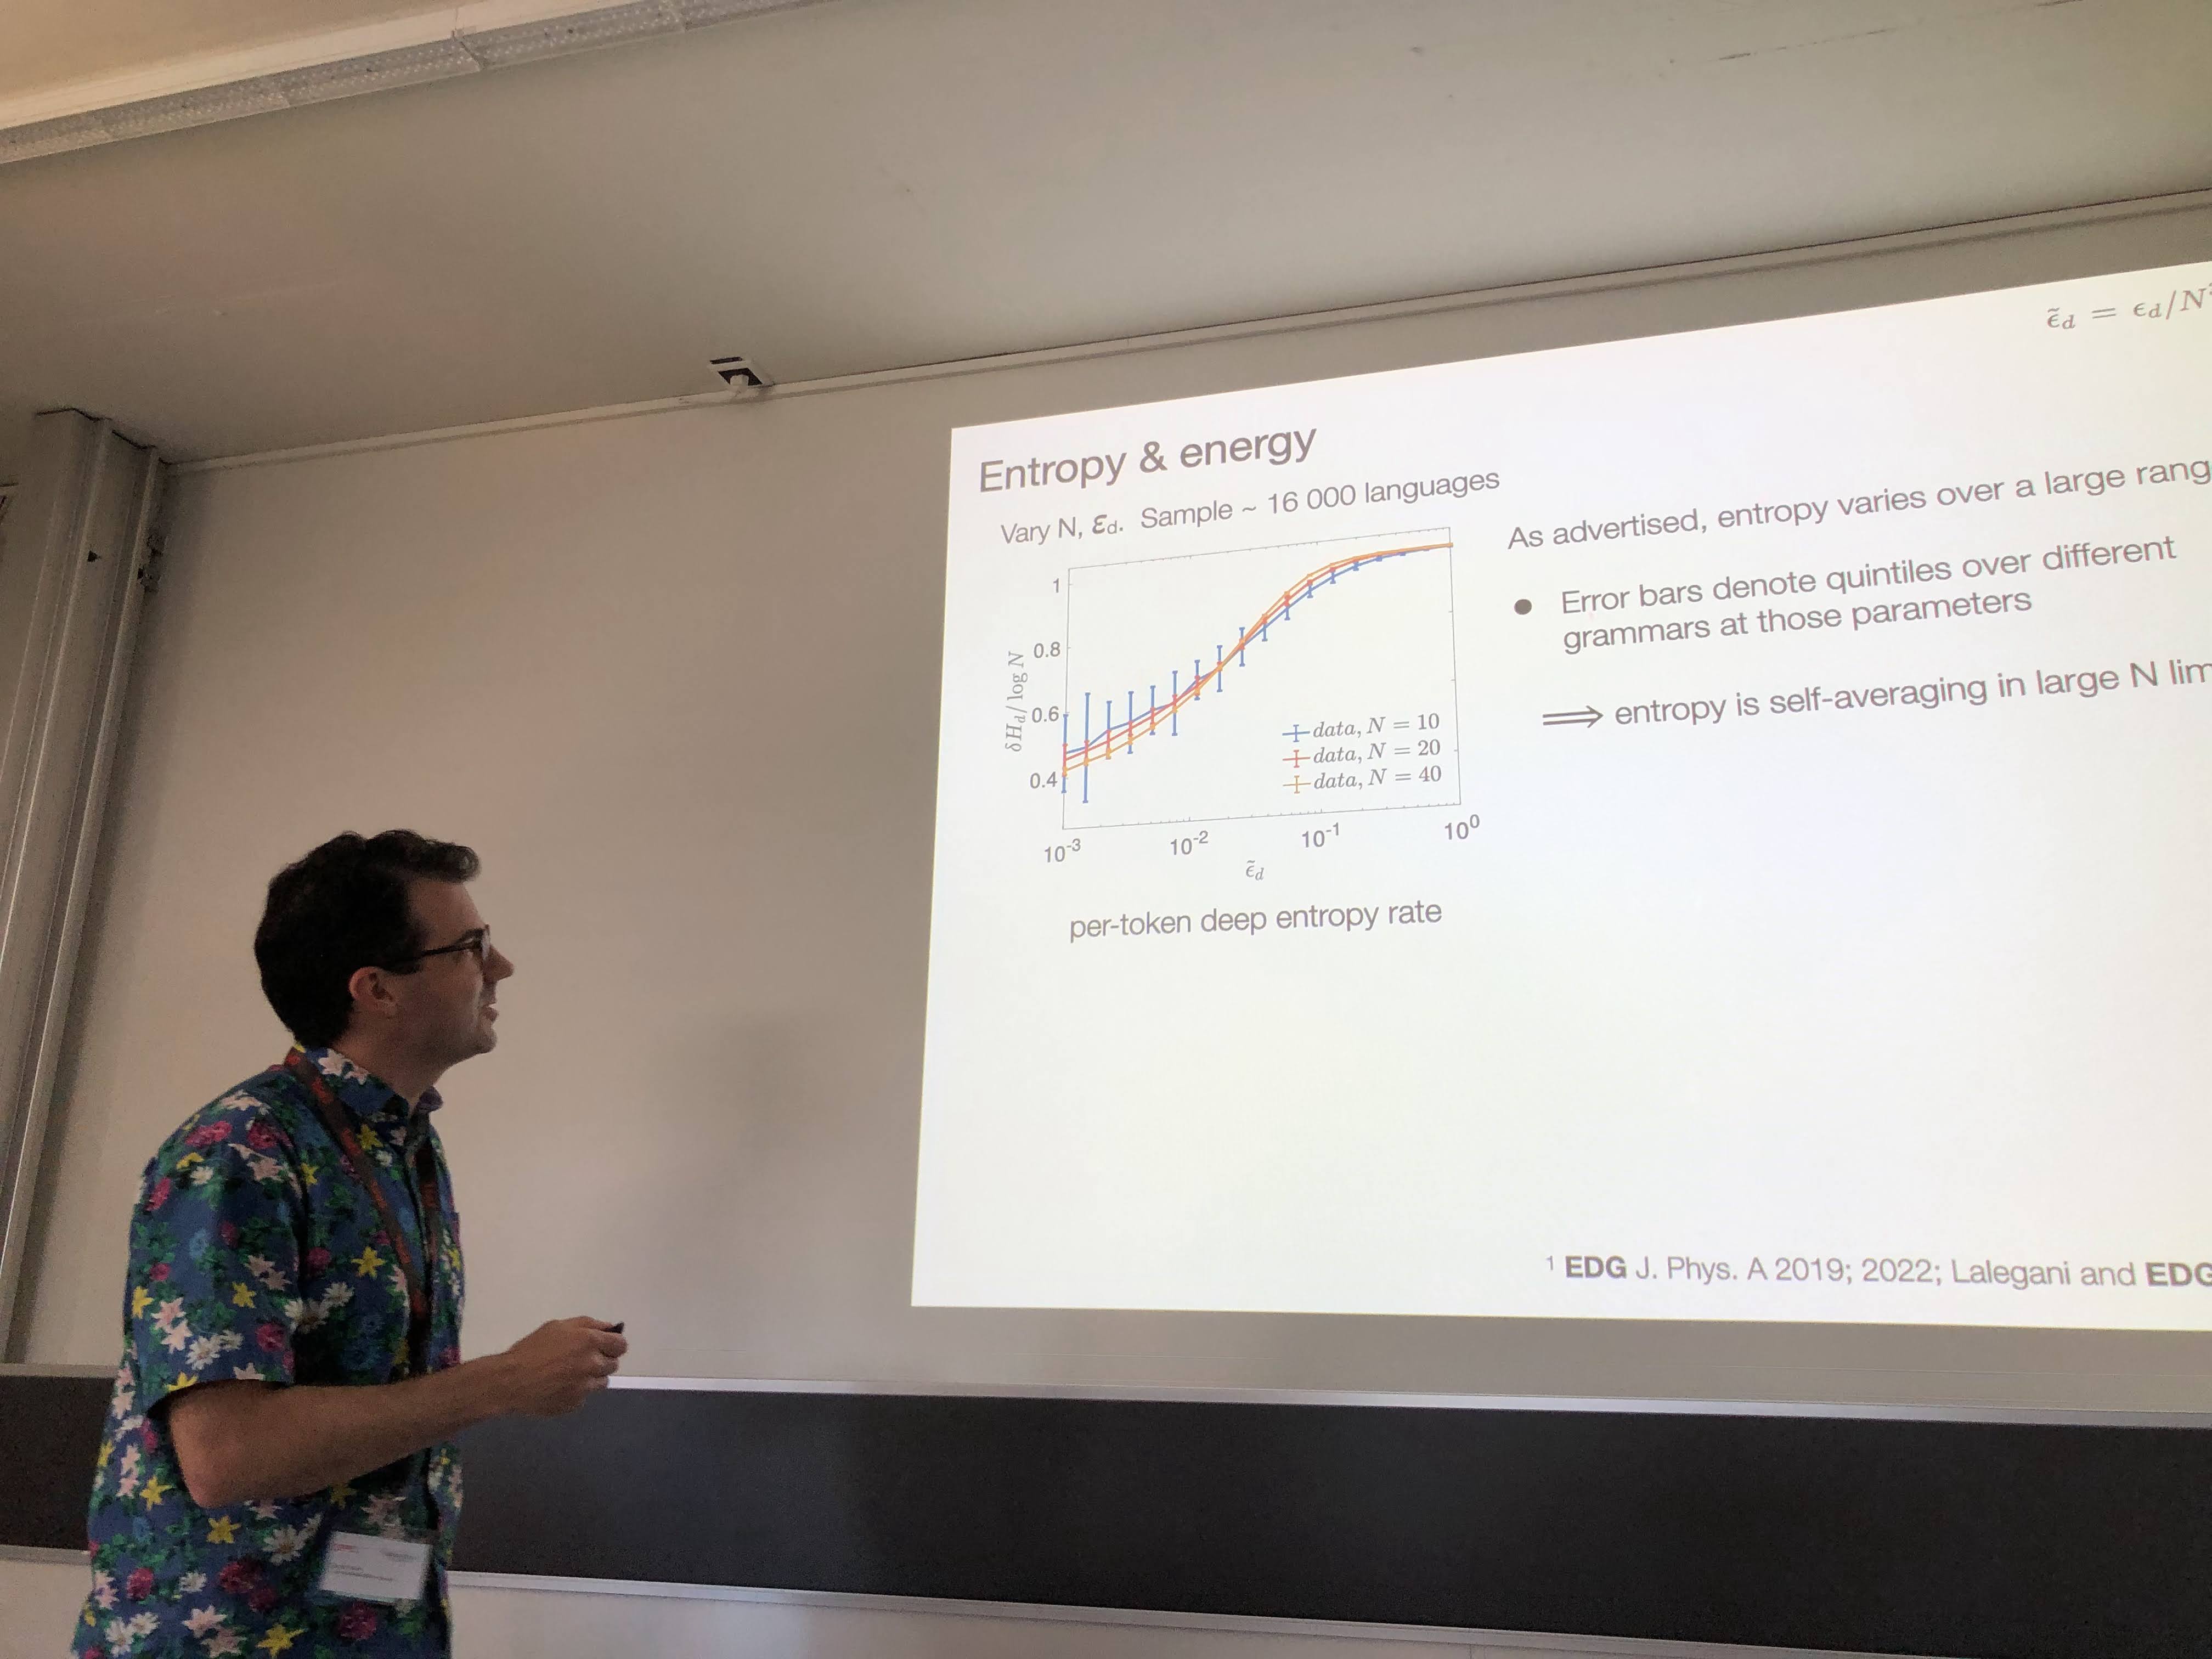 ϵ̃d = ϵd/N
Entropy & energy
Vary N, Ɛd. Sample ~ 16 000 languages
1
0.8
0.6
0.4
δHd/log N
data, N = 10
data, N = 20
data, N = 40
10⁻³ 10⁻² 10⁻¹ 10⁰
ϵ̃d
per-token deep entropy rate
As advertised, entropy varies over a large rang
● Error bars denote quintiles over different
grammars at those parameters
⟹ entropy is self-averaging in large N lim
¹ EDG J. Phys. A 2019; 2022; Lalegani and EDG